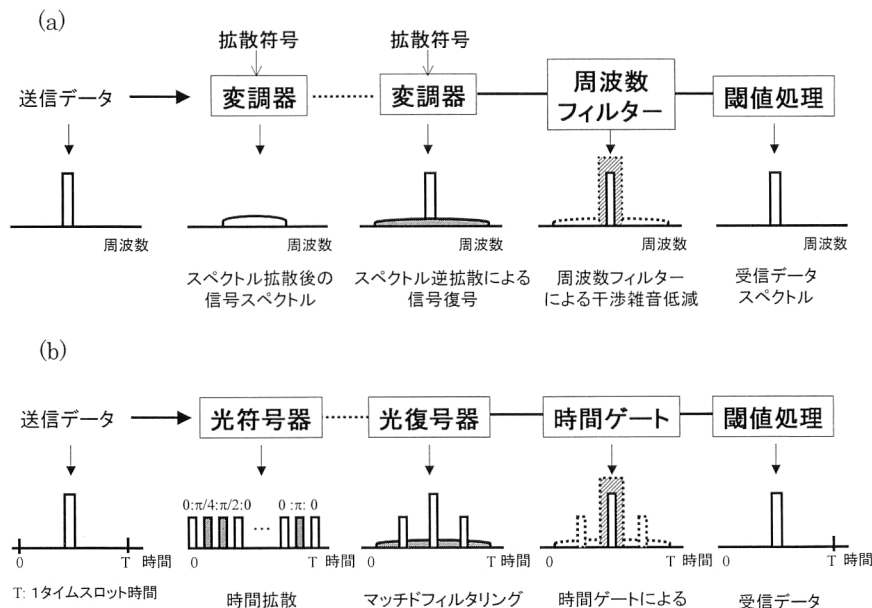 (a)
拡散符号
拡散符号
送信データ
変調器
変調器
周波数
フィルター
閾値処理
周波数
周波数
周波数
周波数
周波数
スペクトル拡散後の
信号スペクトル
スペクトル逆拡散による
信号復号
周波数フィルター
による干渉雑音低減
受信データ
スペクトル
(b)
送信データ
光符号器
光復号器
時間ゲート
閾値処理
0:π/4:π/2:0
0 :π: 0
...
0
T 時間
0
T 時間
0
T 時間
0
T 時間
0
T 時間
T: 1タイムスロット時間
時間拡散
マッチドフィルタリング
時間ゲートによる
受信データ